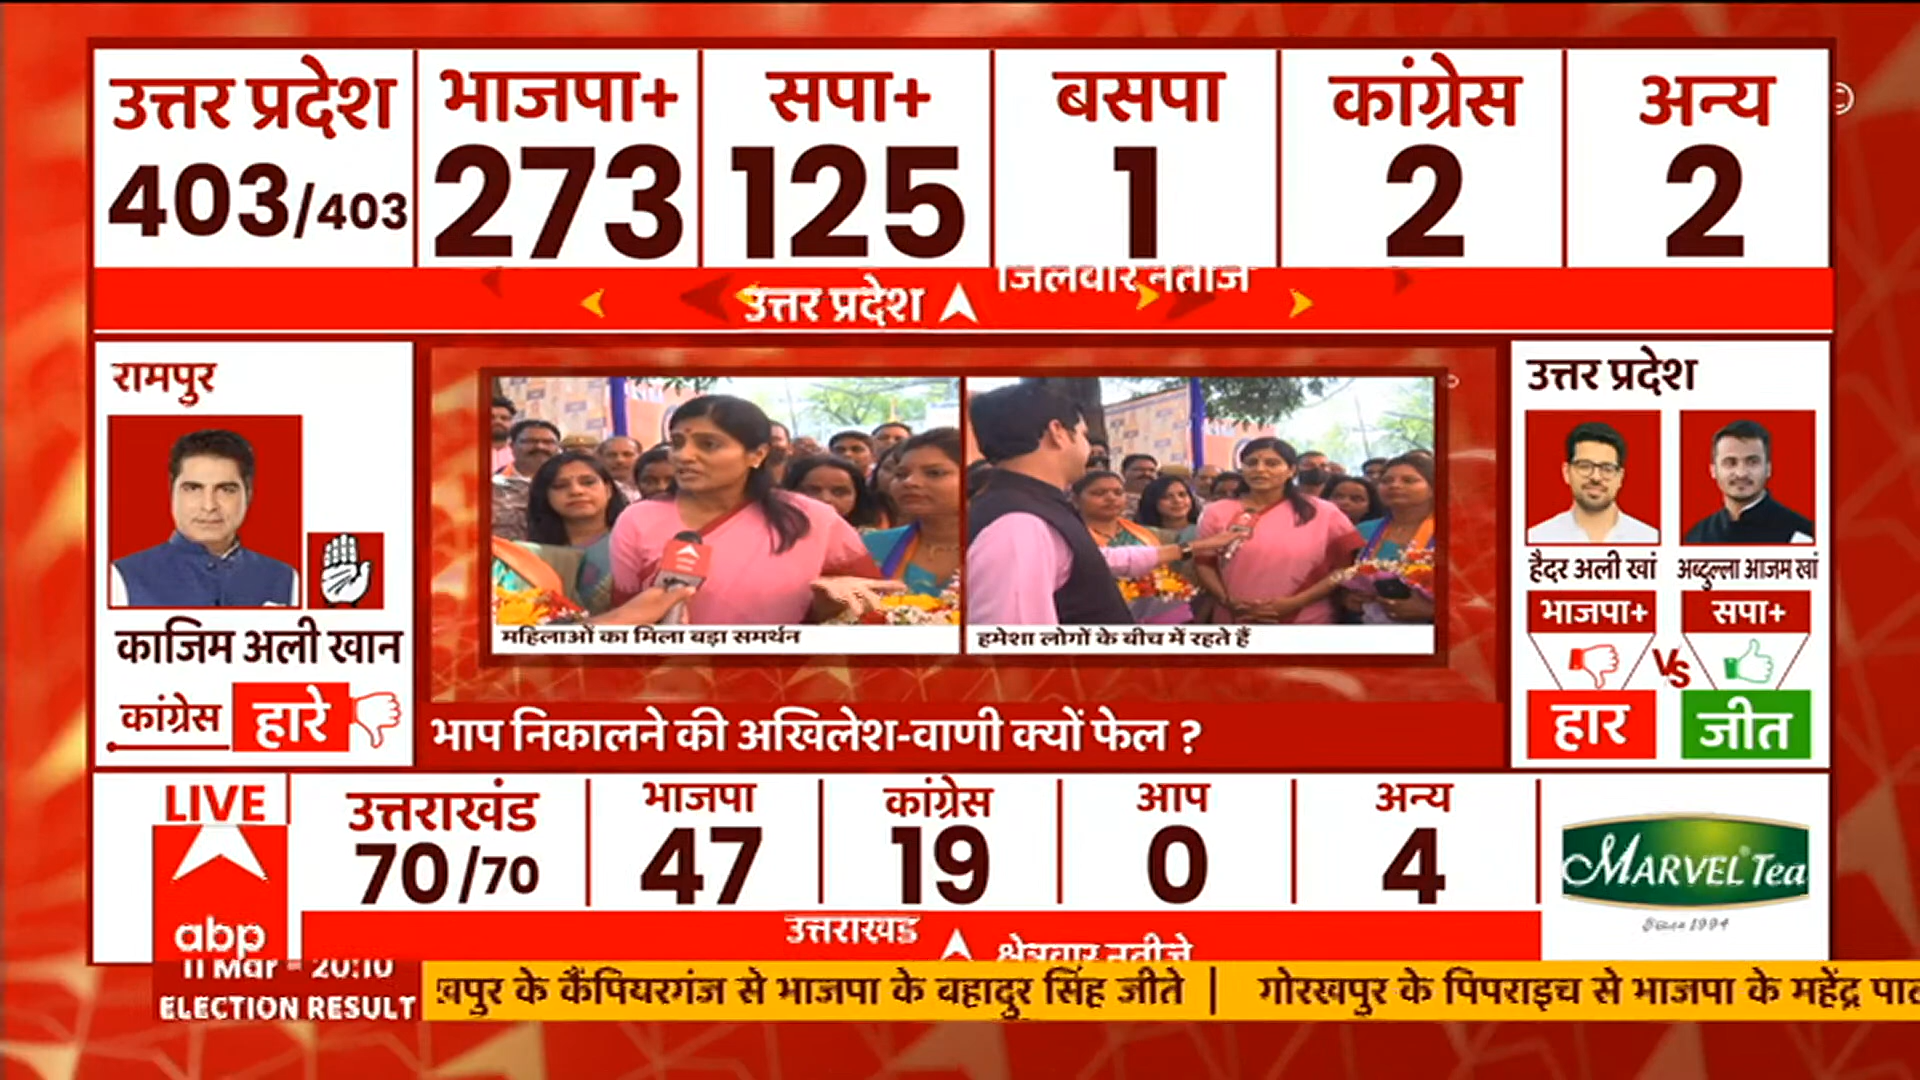 उत्तर प्रदेश
403/403
भाजपा+
273
सपा+
125
बसपा
1
कांग्रेस
2
अन्य
2
उत्तर प्रदेश
रामपुर
काजिम अली खान
कांग्रेस
हारे
महिलाओं का मिला बड़ा समर्थन
हमेशा लोगों के बीच में रहते हैं
भाप निकालने की अखिलेश-वाणी क्यों फेल ?
उत्तर प्रदेश
हैदर अली खां
अब्दुल्ला आजम खां
भाजपा+
सपा+
VS
हार
जीत
LIVE
abp
उत्तराखंड
70/70
भाजपा
47
कांग्रेस
19
आप
0
अन्य
4
MARVEL® Tea
Since 1994
उत्तराखंड
क्षेत्रवार नतीजे
11 Mar - 20:10
ELECTION RESULT
के कैंपियरगंज से भाजपा के बहादुर सिंह जीते | गोरखपुर के पिपराइच से भाजपा के महेंद्र